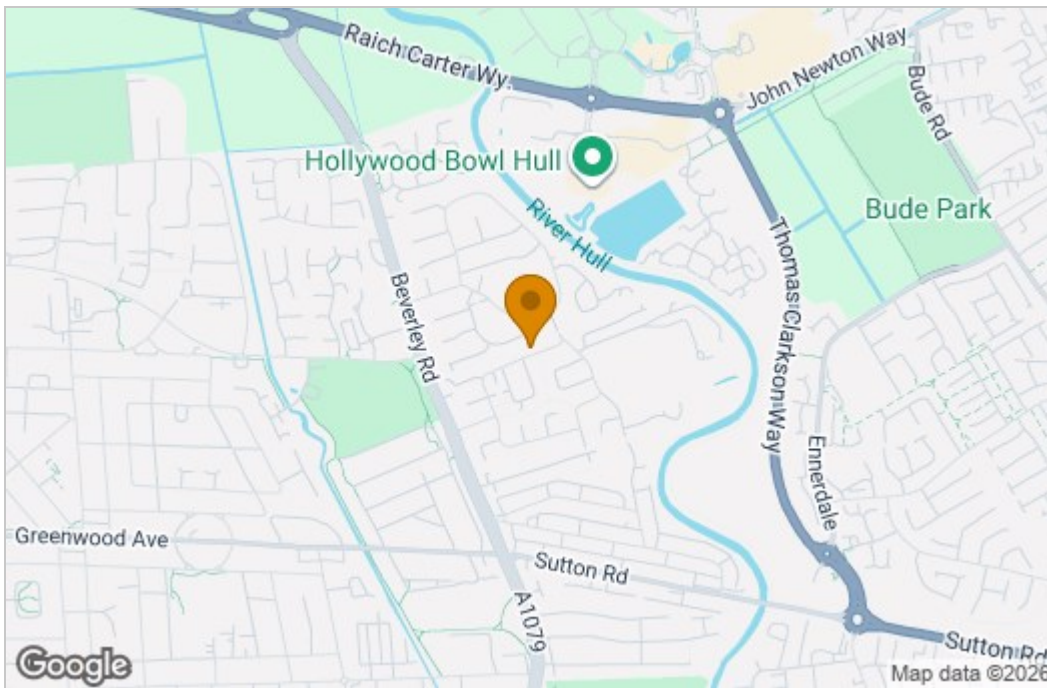 Raich Carter Wy.
John Newton Way
Bude Rd
Hollywood Bowl Hull
Bude Park
River Hull
Thomas Clarkson Way
Beverley Rd
Ennerdale
Greenwood Ave
Sutton Rd
A1079
Sutton Rd
Google
Map data ©2026